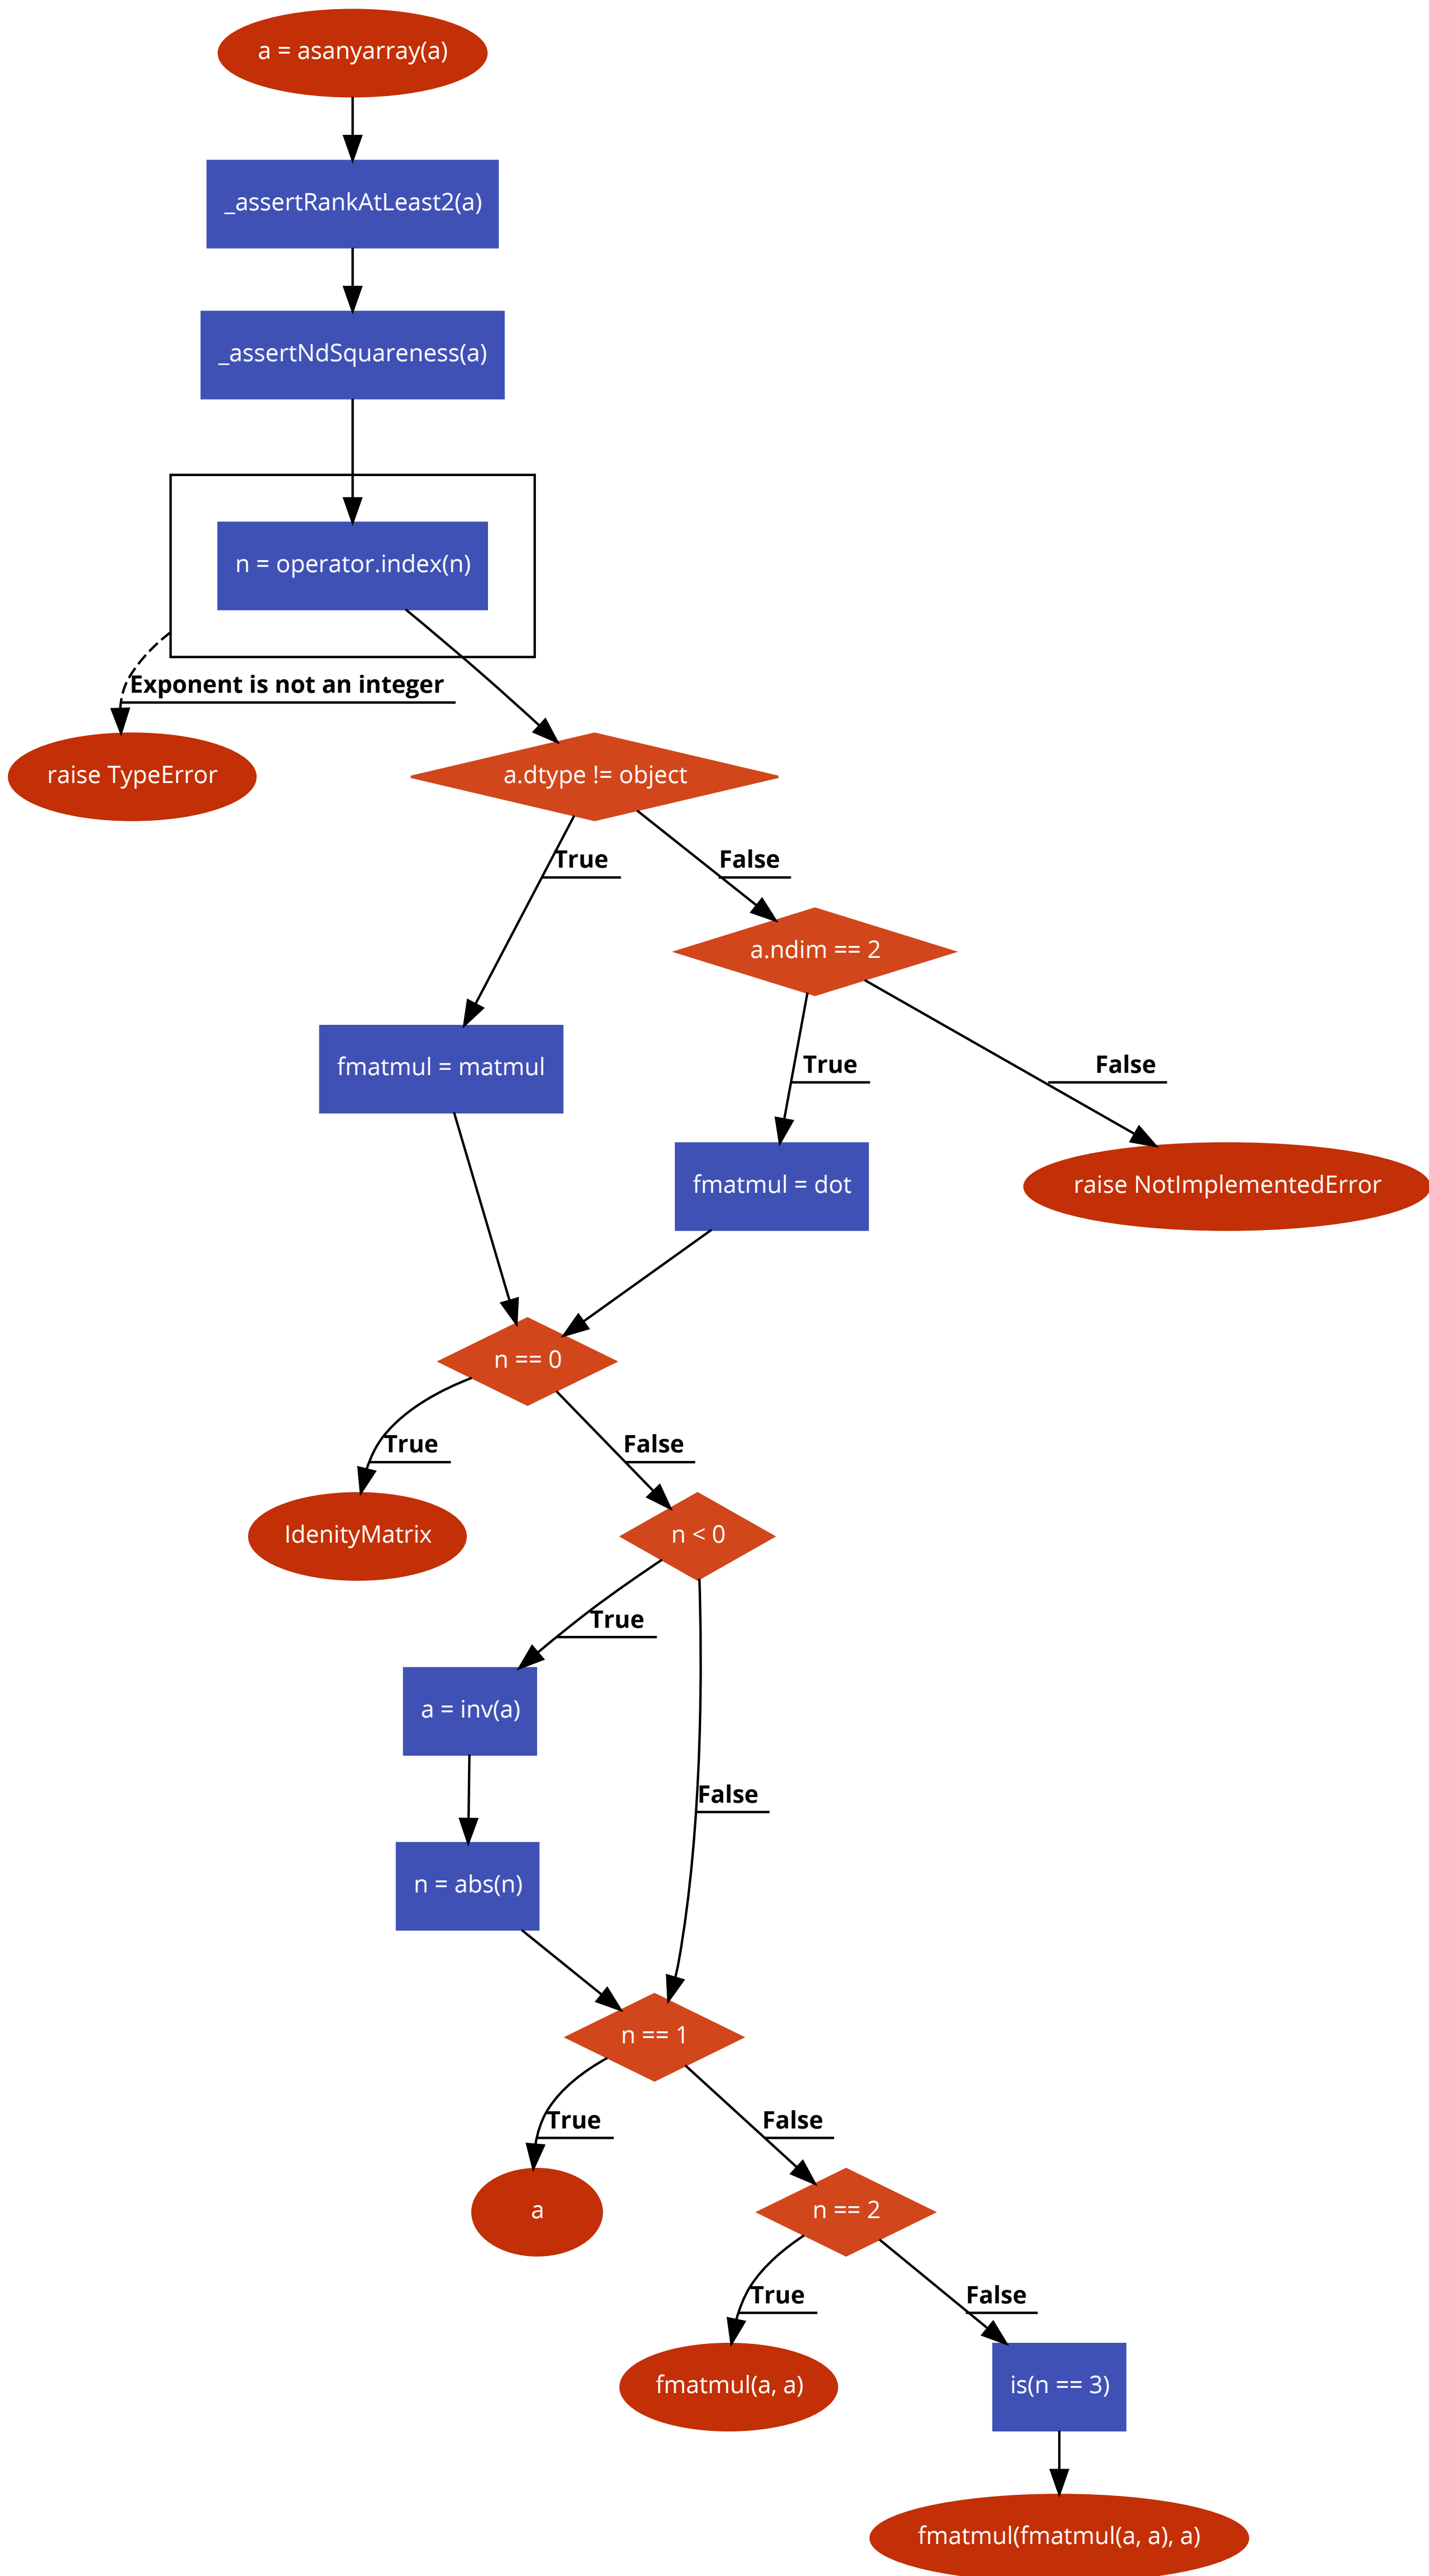 a = asanyarray(a)
_assertRankAtLeast2(a)
_assertNdSquareness(a)
n = operator.index(n)
Exponent is not an integer
raise TypeError
a.dtype != object
True
False
a.ndim == 2
fmatmul = matmul
True
False
fmatmul = dot
raise NotImplementedError
n == 0
True
False
IdenityMatrix
n < 0
True
a = inv(a)
False
n = abs(n)
n == 1
True
False
a
n == 2
True
False
fmatmul(a, a)
is(n == 3)
fmatmul(fmatmul(a, a), a)